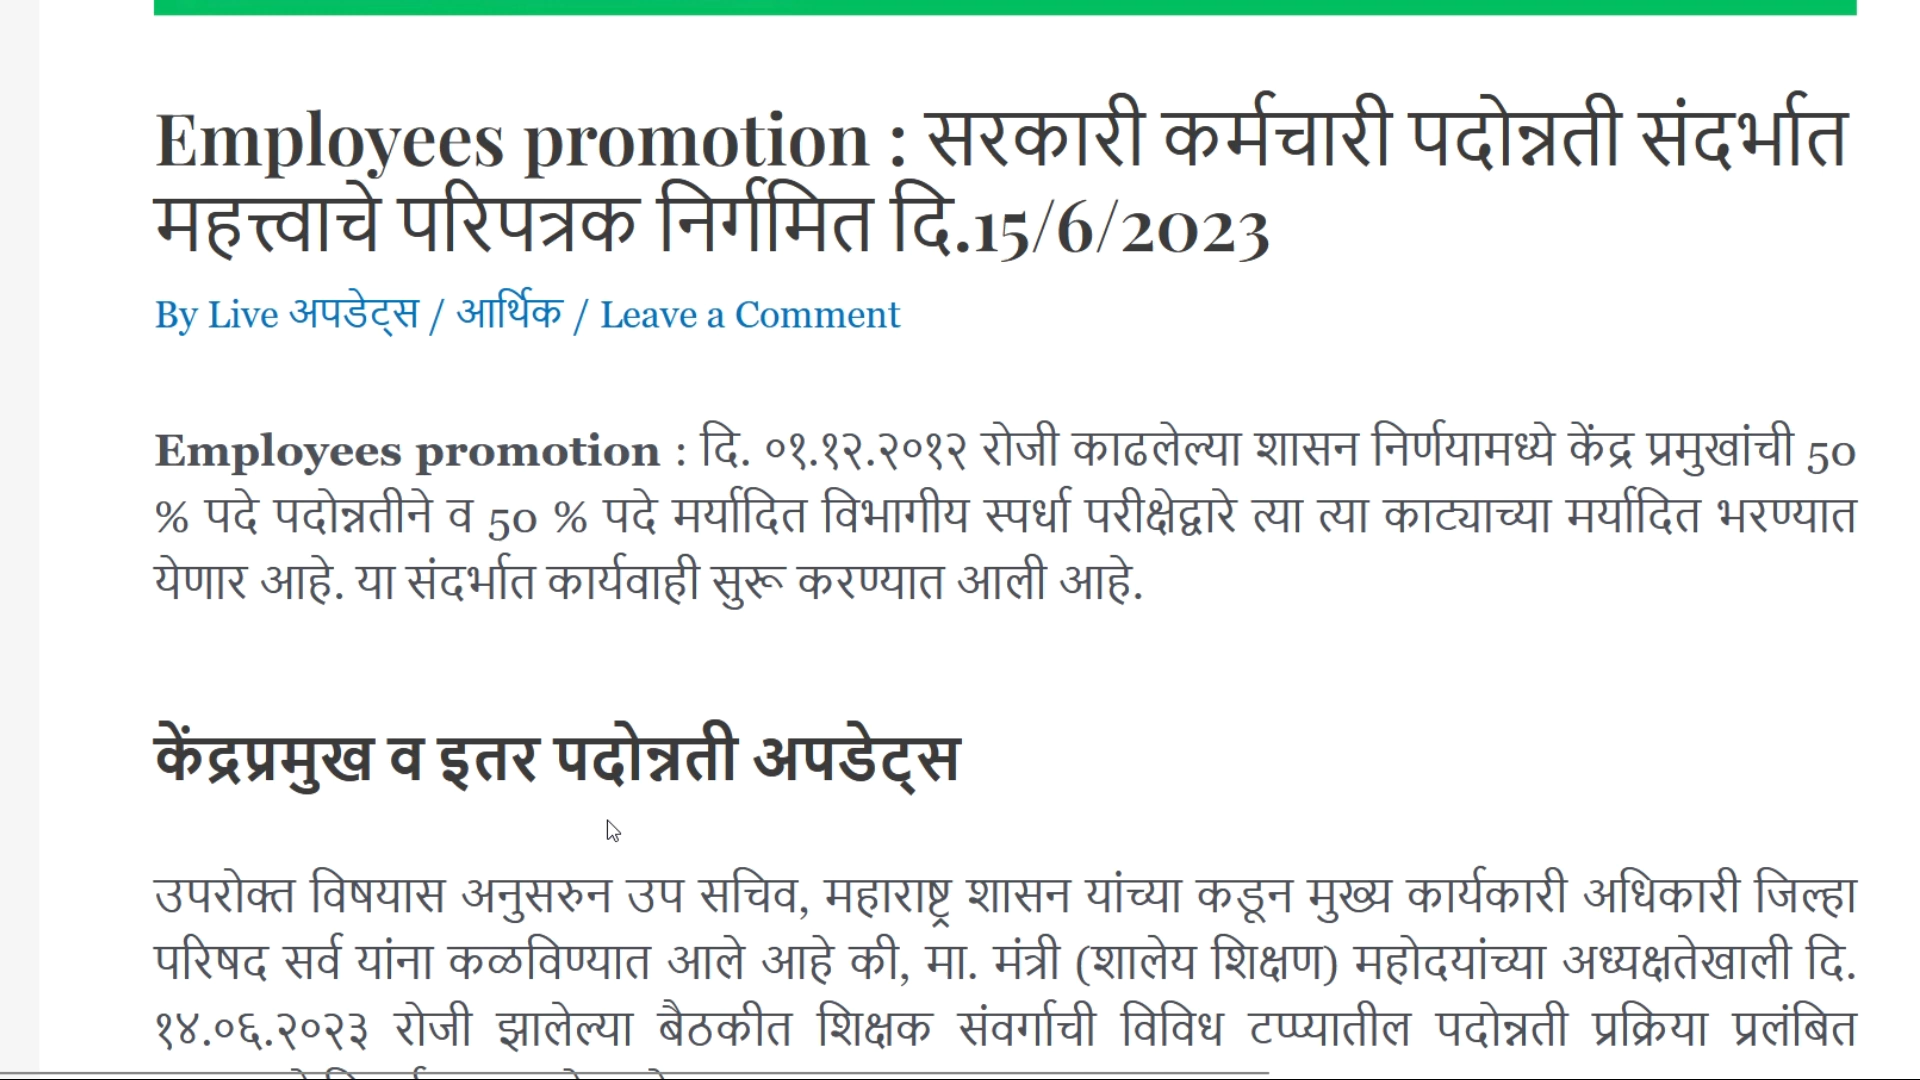 Employees promotion : सरकारी कर्मचारी पदोन्नती संदर्भात
महत्त्वाचे परिपत्रक निर्गमित दि.15/6/2023
By Live अपडेट्स / आर्थिक / Leave a Comment
Employees promotion : दि. ०१.१२.२०१२ रोजी काढलेल्या शासन निर्णयामध्ये केंद्र प्रमुखांची 50
% पदे पदोन्नतीने व 50 % पदे मर्यादित विभागीय स्पर्धा परीक्षेद्वारे त्या त्या काट्याच्या मर्यादित भरण्यात
येणार आहे. या संदर्भात कार्यवाही सुरू करण्यात आली आहे.
केंद्रप्रमुख व इतर पदोन्नती अपडेट्स
उपरोक्त विषयास अनुसरुन उप सचिव, महाराष्ट्र शासन यांच्या कडून मुख्य कार्यकारी अधिकारी जिल्हा
परिषद सर्व यांना कळविण्यात आले आहे की, मा. मंत्री (शालेय शिक्षण) महोदयांच्या अध्यक्षतेखाली दि.
१४.०६.२०२३ रोजी झालेल्या बैठकीत शिक्षक संवर्गाची विविध टप्प्यातील पदोन्नती प्रक्रिया प्रलंबित